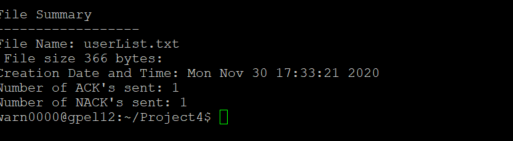 File Summary
-----------------
File Name: userList.txt
File size 366 bytes:
Creation Date and Time: Mon Nov 30 17:33:21 2020
Number of ACK's sent: 1
Number of NACK's sent: 1
warn0000@gpel12:~/Project4$